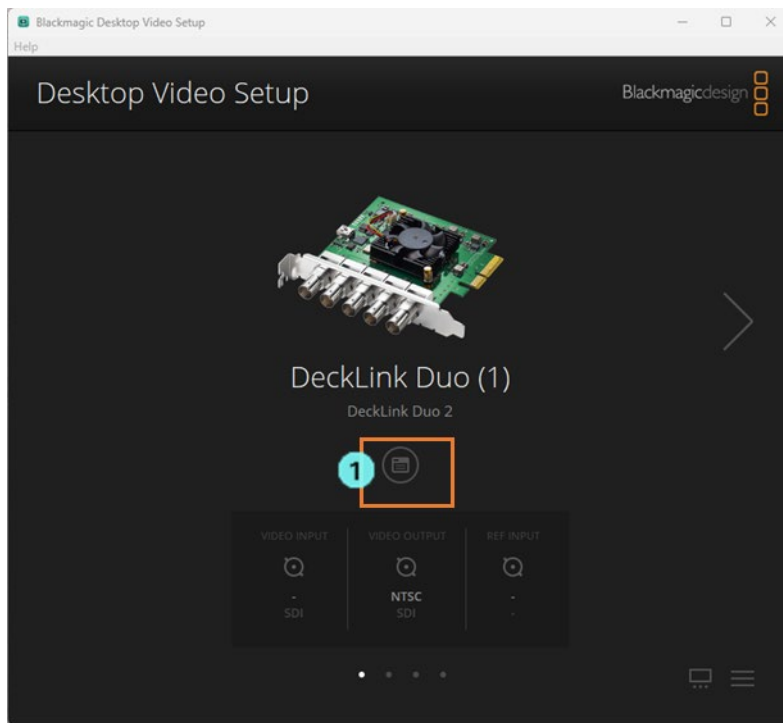 Blackmagic Desktop Video Setup
Help
Desktop Video Setup
Blackmagicdesign
DeckLink Duo (1)
DeckLink Duo 2
1
VIDEO INPUT VIDEO OUTPUT REF INPUT
- NTSC -
SDI SDI -